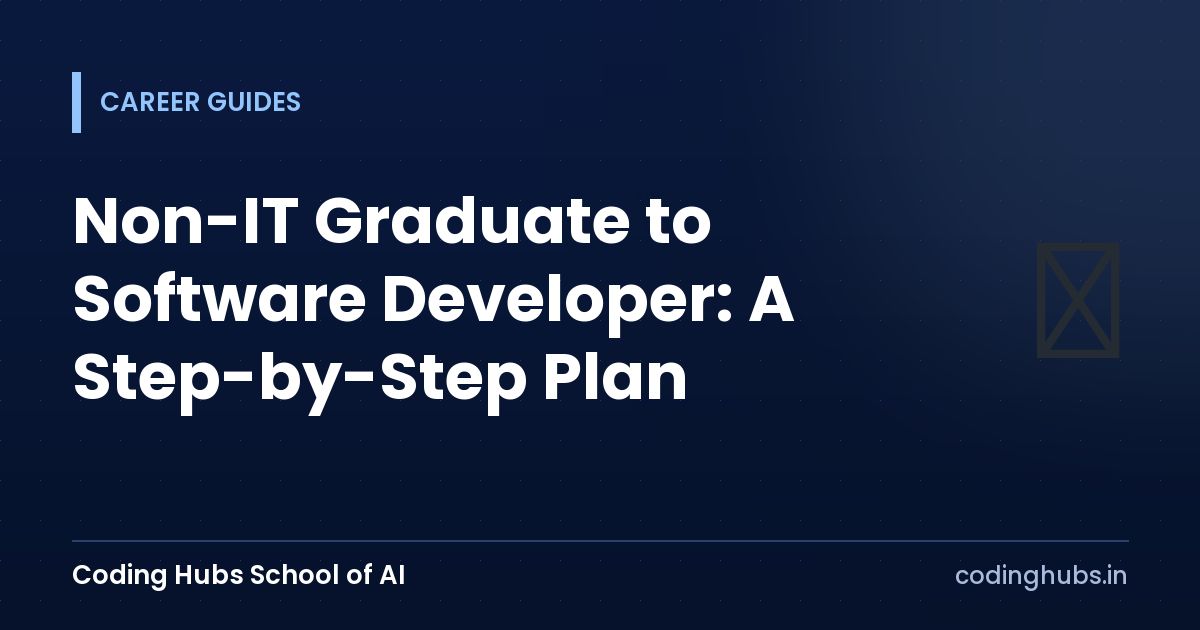 CAREER GUIDES
Non-IT Graduate to
Software Developer: A
Step-by-Step Plan
Coding Hubs School of AI
codinghubs.in